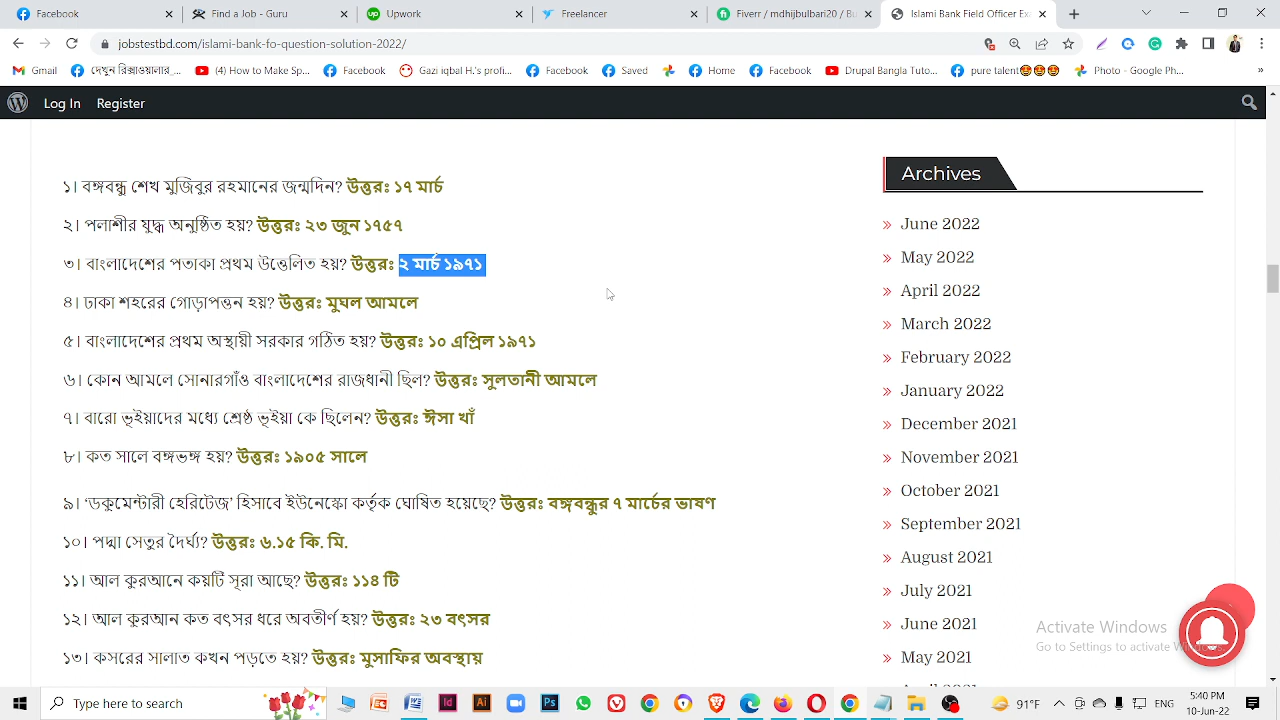 Facebook
Job Test Guru
Freelancer
Fiverr / mdhijbulbari20 / Bu
Islami Bank Field Officer Exa
jobstestbd.com/islami-bank-fo-question-solution-2022/
Gmail
(4) How to Make Sp...
Facebook
Gazi iqbal H.'s profi...
Facebook
Saved
Home
Facebook
Drupal Bangla Tuto...
pure talent
Photo - Google Ph...
Log In Register
১। বঙ্গবন্ধু শেখ মুজিবুর রহমানের জন্মদিন? উত্তরঃ ১৭ মার্চ
২। পলাশীর যুদ্ধ অনুষ্ঠিত হয়? উত্তরঃ ২৩ জুন ১৭৫৭
৩। বাংলাদেশের পতাকা প্রথম উত্তেলিত হয়? উত্তরঃ ২ মার্চ ১৯৭১
৪। ঢাকা শহরের গোড়াপত্তন হয়? উত্তরঃ মুঘল আমলে
৫। বাংলাদেশের প্রথম অস্থায়ী সরকার গঠিত হয়? উত্তরঃ ১০ এপ্রিল ১৯৭১
৬। কোন আমলে সোনারগাঁও বাংলাদেশের রাজধানী ছিল? উত্তরঃ সুলতানী আমলে
৭। বারো ভূইয়াদের মধ্যে শ্রেষ্ঠ ভূইয়া কে ছিলেন? উত্তরঃ ঈসা খাঁ
৮। কত সালে বঙ্গভঙ্গ হয়? উত্তরঃ ১৯০৫ সালে
৯। ‘ডকুমেন্টারী হেরিটেজ’ হিসাবে ইউনেস্কো কর্তৃক ঘোষিত হয়েছে? উত্তরঃ বঙ্গবন্ধুর ৭ মার্চের ভাষণ
১০। পদ্মা সেতুর দৈর্ঘ্য? উত্তরঃ ৬.১৫ কি. মি.
১১। আল কুরআনে কয়টি সূরা আছে? উত্তরঃ ১১৪ টি
১২। আল কুরআন কত বৎসর ধরে অবতীর্ণ হয়? উত্তরঃ ২৩ বৎসর
১৩। কসরের সালাত কখন পড়তে হয়? উত্তরঃ মুসাফির অবস্থায়
Archives
» June 2022
» May 2022
» April 2022
» March 2022
» February 2022
» January 2022
» December 2021
» November 2021
» October 2021
» September 2021
» August 2021
» July 2021
» June 2021
» May 2021
Activate Windows
Go to Settings to activate
Type here to search
91°F
ENG
5:40 PM
10-Jun-22